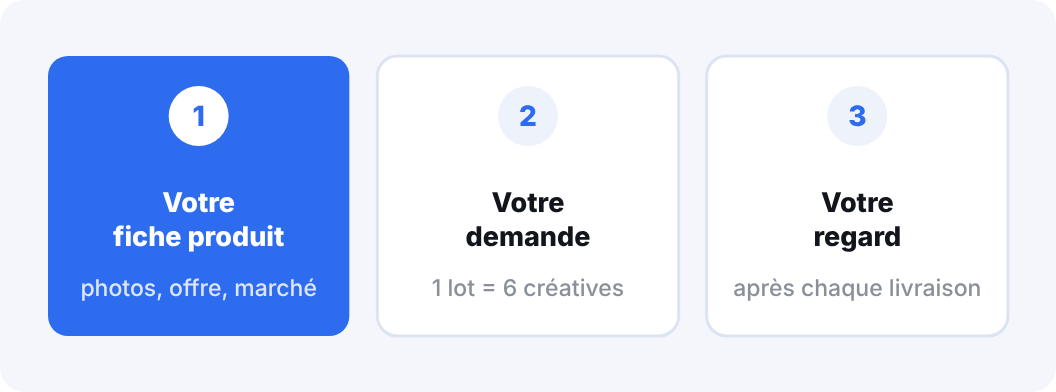 1
Votre
fiche produit
photos, offre, marché
2
Votre
demande
1 lot = 6 créatives
3
Votre
regard
après chaque livraison